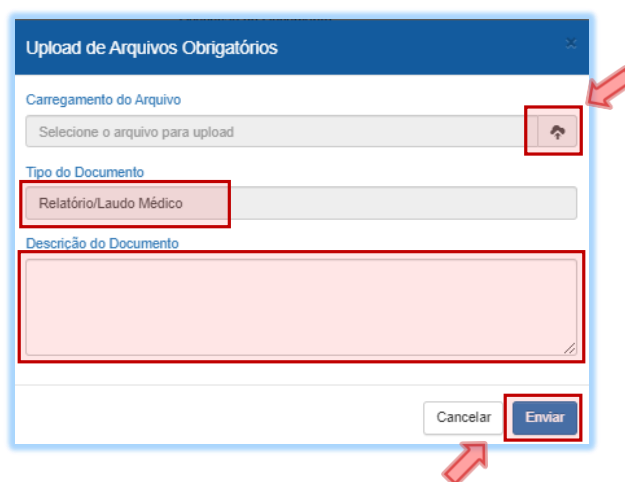 Upload de Arquivos Obrigatórios
×
Carregamento do Arquivo
Selecione o arquivo para upload
Tipo do Documento
Relatório/Laudo Médico
Descrição do Documento
Cancelar Enviar